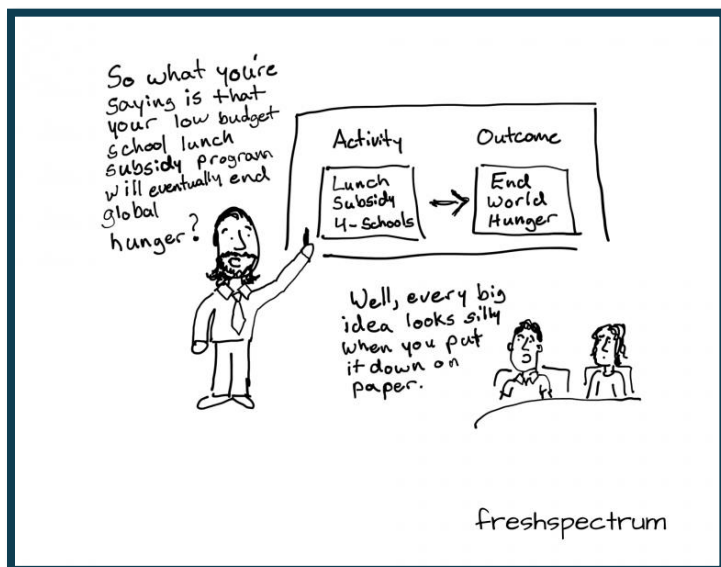 So what you're
saying is that
your low budget
school lunch
subsidy program
will eventually end
global
hunger?
Activity
Outcome
Lunch
Subsidy
4-Schools
End
World
Hunger
Well, every big
idea looks silly
when you put
it down on
paper.
freshspectrum